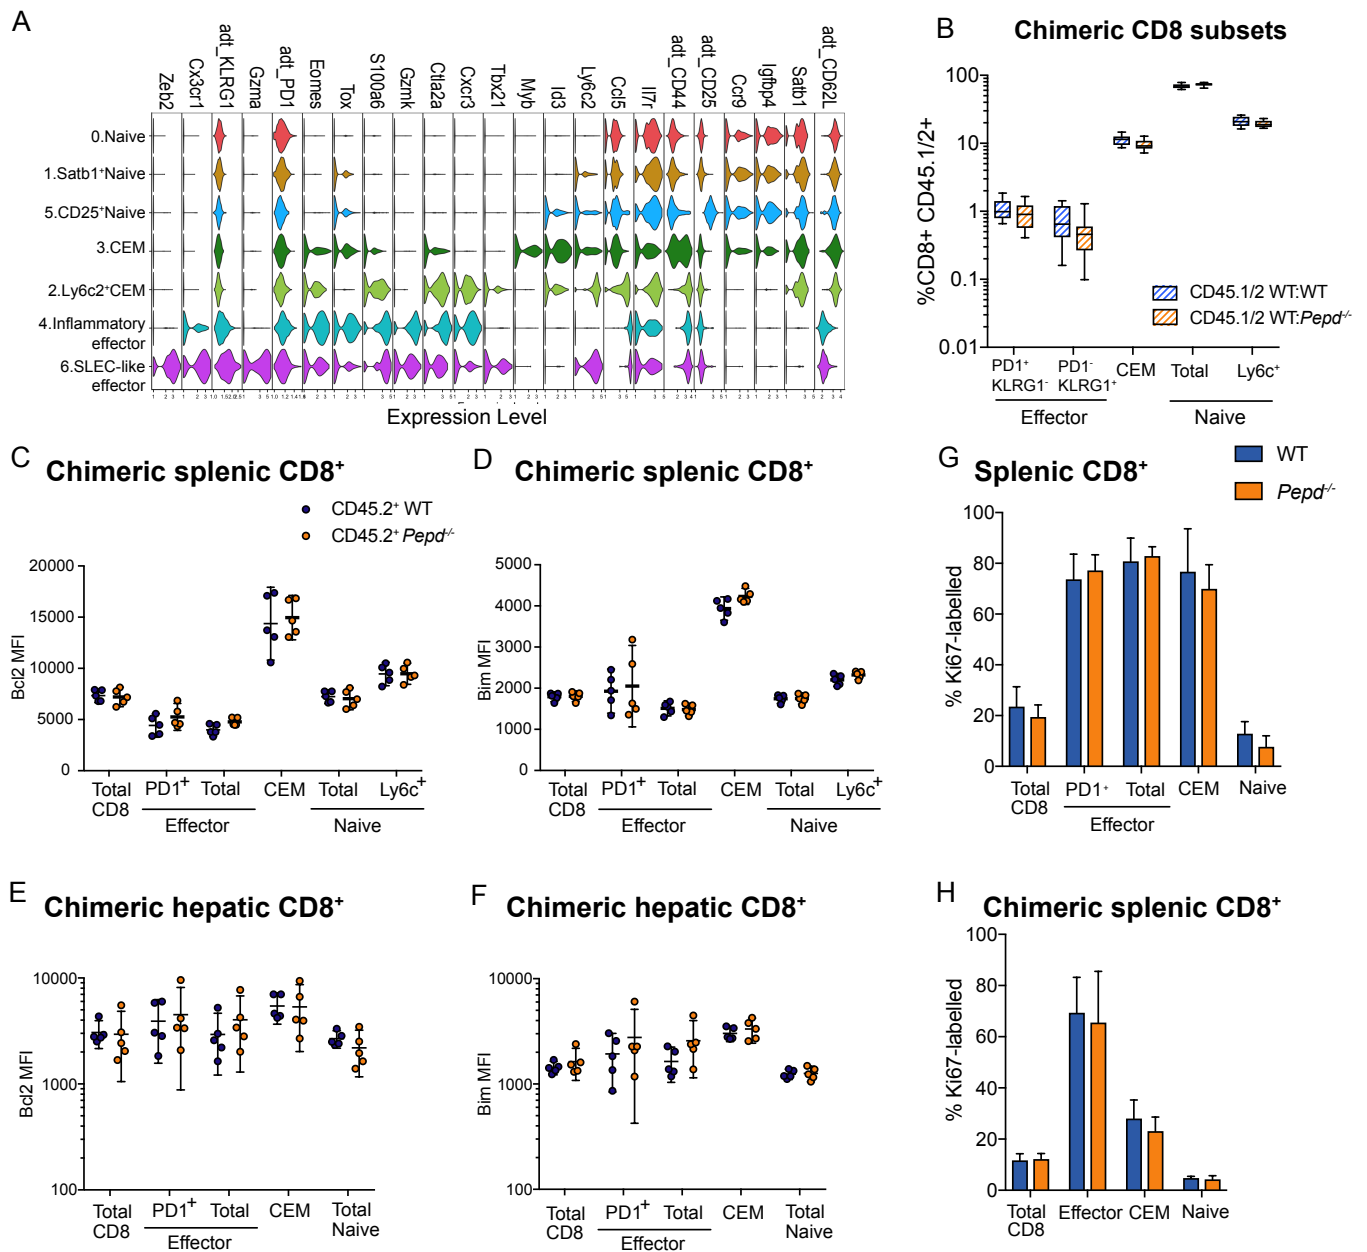 A
Zeb2 Cx3cr1 adt_KLRG1 Gzma adt_PD1 Eomes Tox S100a6 Gzmk Ctla2a Cxcr3 Tbx21 Myb Id3 Ly6c2 Ccl5 Il7r adt_CD44 adt_CD25 Ccr9 Igfbp4 Satb1 adt_CD62L
0.Naive
1.Satb1⁺Naive
5.CD25⁺Naive
3.CEM
2.Ly6c2⁺CEM
4.Inflammatory
effector
6.SLEC-like
effector
Expression Level
B Chimeric CD8 subsets
%CD8+ CD45.1/2+
100
10
1
0.1
0.01
CD45.1/2 WT:WT
CD45.1/2 WT:Pepd⁻/⁻
PD1⁺ PD1⁻ CEM Total Ly6c⁺
KLRG1⁻ KLRG1⁺
Effector Naive
C Chimeric splenic CD8⁺
CD45.2⁺ WT
CD45.2⁺ Pepd⁻/⁻
Bcl2 MFI
20000
15000
10000
5000
0
Total PD1⁺ Total CEM Total Ly6c⁺
CD8
Effector Naive
D Chimeric splenic CD8⁺
Bim MFI
5000
4000
3000
2000
1000
0
Total PD1⁺ Total CEM Total Ly6c⁺
CD8
Effector Naive
G Splenic CD8⁺
WT
Pepd⁻/⁻
% Ki67-labelled
100
80
60
40
20
0
Total PD1⁺ Total CEM Naive
CD8
Effector
E Chimeric hepatic CD8⁺
Bcl2 MFI
10000
1000
100
Total PD1⁺ Total CEM Total
CD8 Naive
Effector
F Chimeric hepatic CD8⁺
Bim MFI
10000
1000
100
Total PD1⁺ Total CEM Total
CD8 Naive
Effector
H Chimeric splenic CD8⁺
% Ki67-labelled
100
80
60
40
20
0
Total Effector CEM Naive
CD8